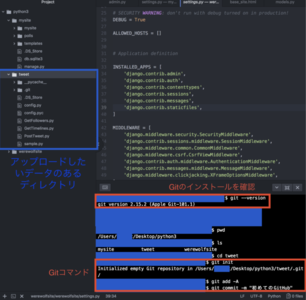 Project
python3
mysite
mysite
polls
templates
.DS_Store
db.sqlite3
manage.py
tweet
__pycache__
.git
.DS_Store
config.py
GetTimelines.py
PostTweet.py
sample.py
werewolfsite
アップロードした
いデータのある
ディレクトリ
# SECURITY WARNING: don't run with debug turned on in production!
DEBUG = True
ALLOWED_HOSTS = []
# Application definition
INSTALLED_APPS = [
'django.contrib.admin',
'django.contrib.auth',
'django.contrib.contenttypes',
'django.contrib.sessions',
'django.contrib.messages',
'django.contrib.staticfiles',
]
MIDDLEWARE = [
'django.middleware.security.SecurityMiddleware',
'django.contrib.sessions.middleware.SessionMiddleware',
'django.middleware.common.CommonMiddleware',
'django.middleware.csrf.CsrfViewMiddleware',
'django.contrib.auth.middleware.AuthenticationMiddleware',
'django.contrib.messages.middleware.MessageMiddleware',
'django.middleware.clickjacking.XFrameOptionsMiddleware',
Gitのインストールを確認
$ git --version
git version 2.15.2 (Apple Git-101.1)
$ pwd
/Users/ /Desktop/python3
$ ls
mysite tweet werewolfsite
$ cd tweet
Gitコマンド
$ git init
Initialized empty Git repository in /Users/ /Desktop/python3/tweet/.git/
$ git add -A
$ git commit -m "初めてのGitHub"